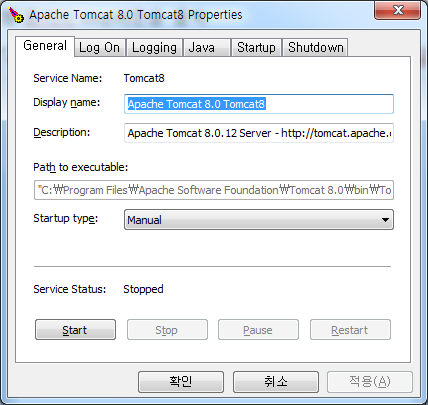 Apache Tomcat 8.0 Tomcat8 Properties
General Log On Logging Java Startup Shutdown
Service Name: Tomcat8
Display name: Apache Tomcat 8.0 Tomcat8
Description: Apache Tomcat 8.0.12 Server - http://tomcat.apache.
Path to executable:
"C:₩Program Files₩Apache Software Foundation₩Tomcat 8.0₩bin₩To
Startup type: Manual
Service Status: Stopped
Start Stop Pause Restart
확인 취소 적용(A)